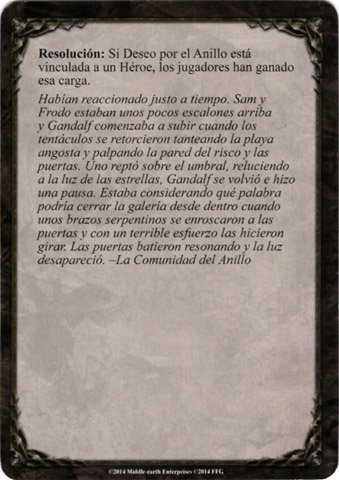 Resolución: Si Deseo por el Anillo está
vinculada a un Héroe, los jugadores han ganado
esa carga.
Habían reaccionado justo a tiempo. Sam y
Frodo estaban unos pocos escalones arriba
y Gandalf comenzaba a subir cuando los
tentáculos se retorcieron tanteando la playa
angosta y palpando la pared del risco y las
puertas. Uno reptó sobre el umbral, reluciendo
a la luz de las estrellas, Gandalf se volvió e hizo
una pausa. Estaba considerando qué palabra
podría cerrar la galería desde dentro cuando
unos brazos serpentinos se enroscaron a las
puertas y con un terrible esfuerzo las hicieron
girar. Las puertas batieron resonando y la luz
desapareció. –La Comunidad del Anillo
©2014 Middle-earth Enterprises ©2014 FFG